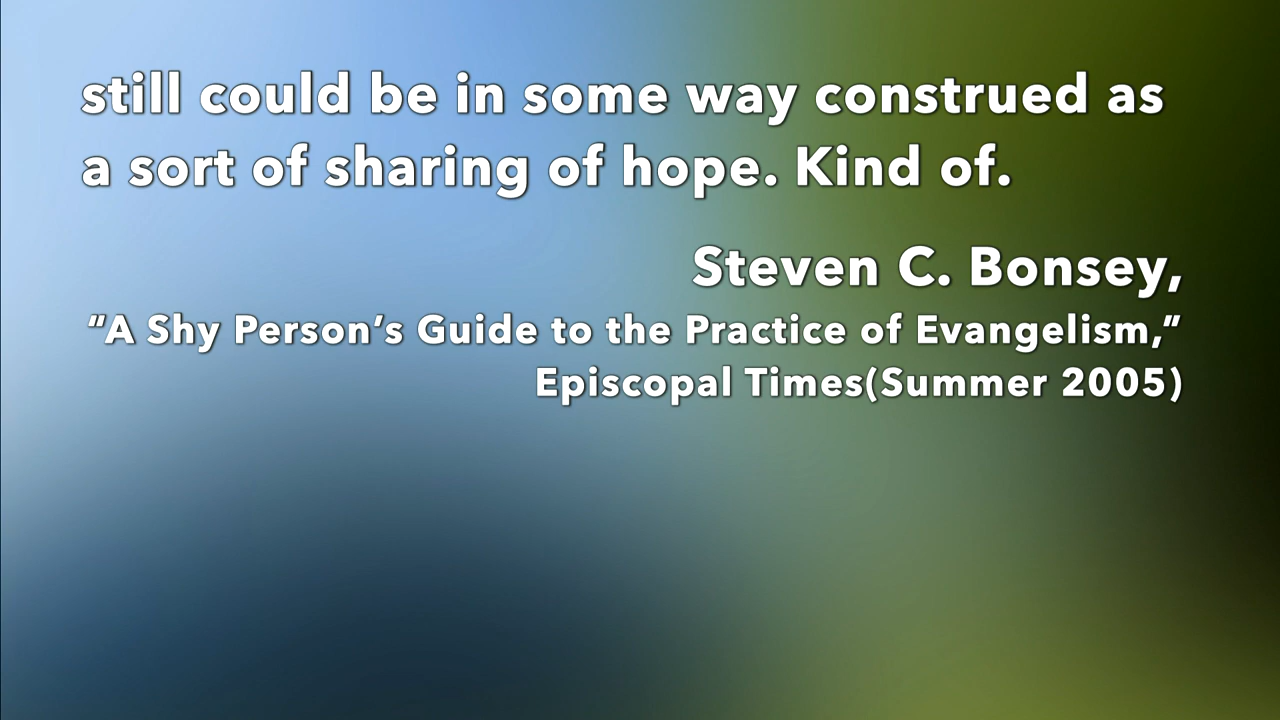 still could be in some way construed as
a sort of sharing of hope. Kind of.
Steven C. Bonsey,
“A Shy Person’s Guide to the Practice of Evangelism,”
Episcopal Times(Summer 2005)